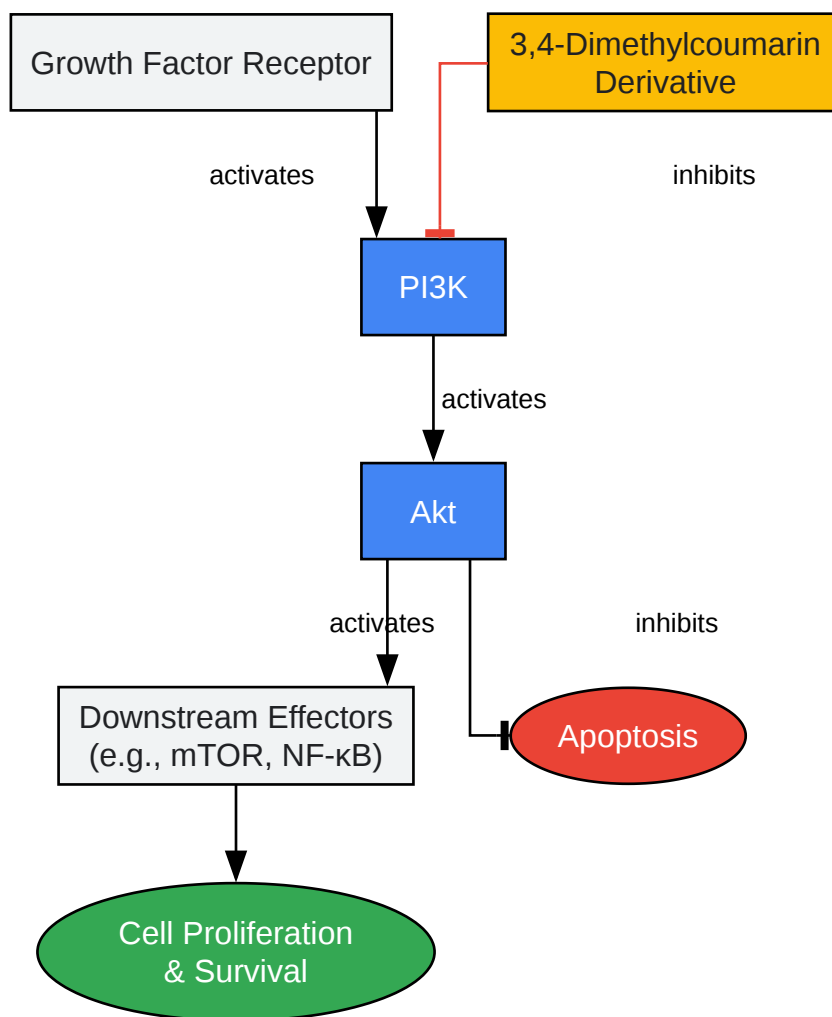 Growth Factor Receptor
3,4-Dimethylcoumarin
Derivative
activates
inhibits
PI3K
activates
Akt
activates
inhibits
Downstream Effectors
(e.g., mTOR, NF-κB)
Apoptosis
Cell Proliferation
& Survival